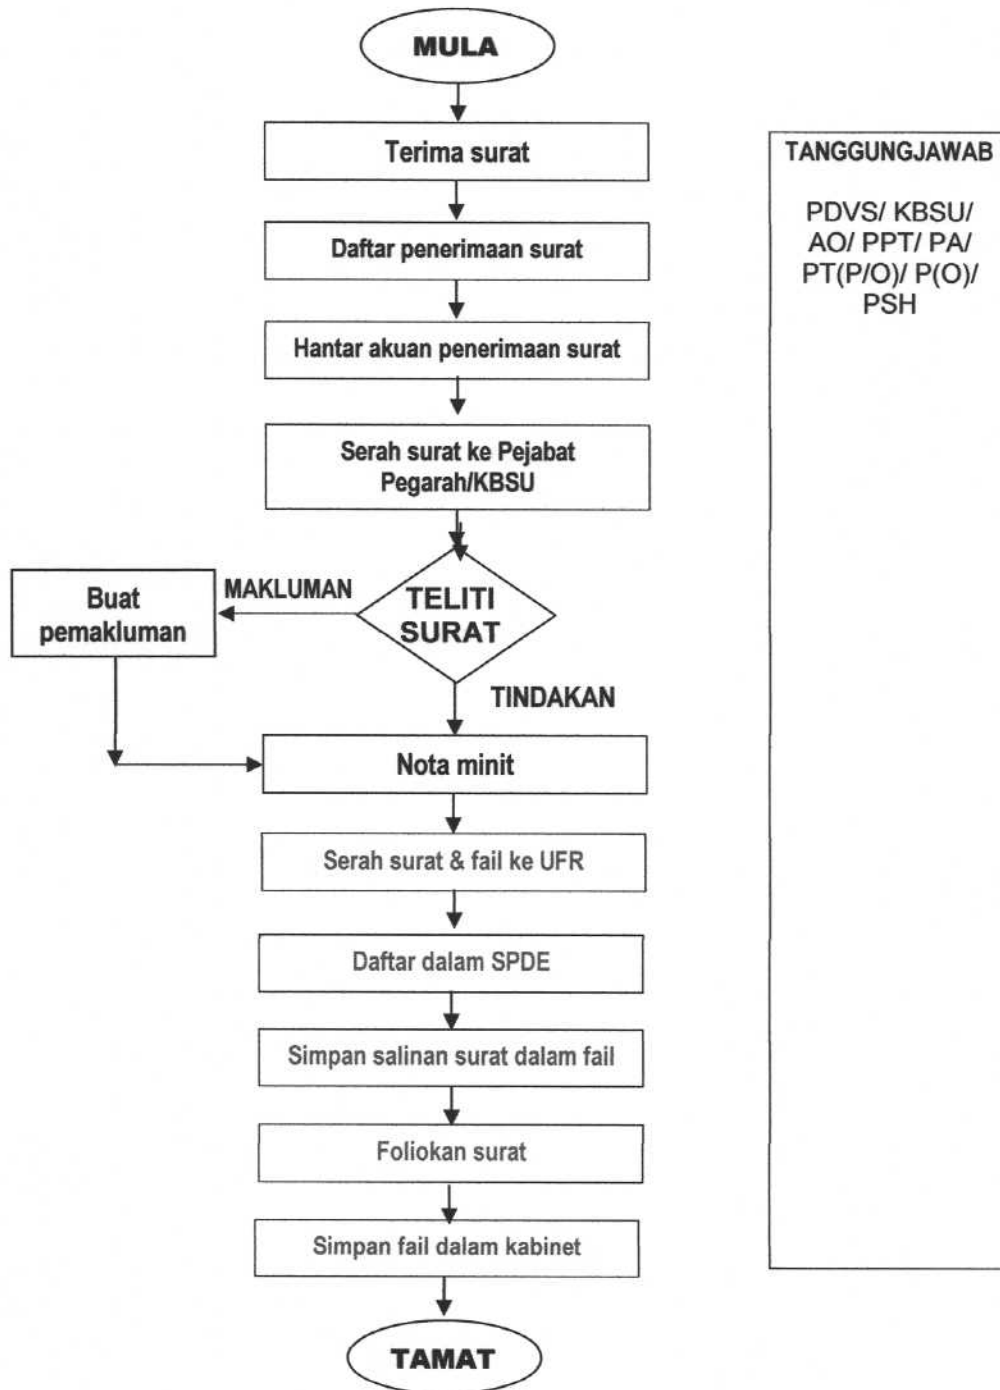 MULA
Terima surat
Daftar penerimaan surat
Hantar akuan penerimaan surat
Serah surat ke Pejabat
Pegarah/KBSU
TELITI
SURAT
MAKLUMAN
Buat
pemakluman
TINDAKAN
Nota minit
Serah surat & fail ke UFR
Daftar dalam SPDE
Simpan salinan surat dalam fail
Foliokan surat
Simpan fail dalam kabinet
TAMAT
TANGGUNGJAWAB
PDVS/ KBSU/
AO/ PPT/ PA/
PT(P/O)/ P(O)/
PSH